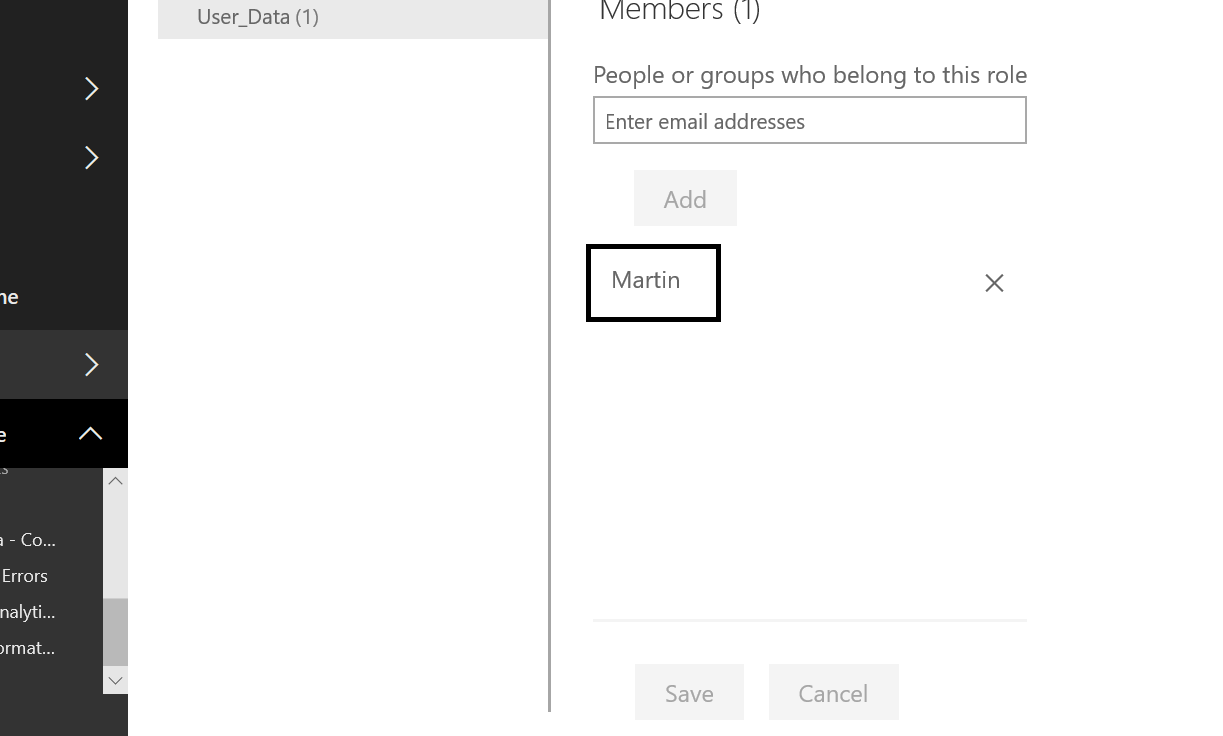 User_Data (1)
Members (1)
People or groups who belong to this role
Enter email addresses
Add
Martin
Save
Cancel
ne
e
s
a - Co...
Errors
nalyti...
ormat...